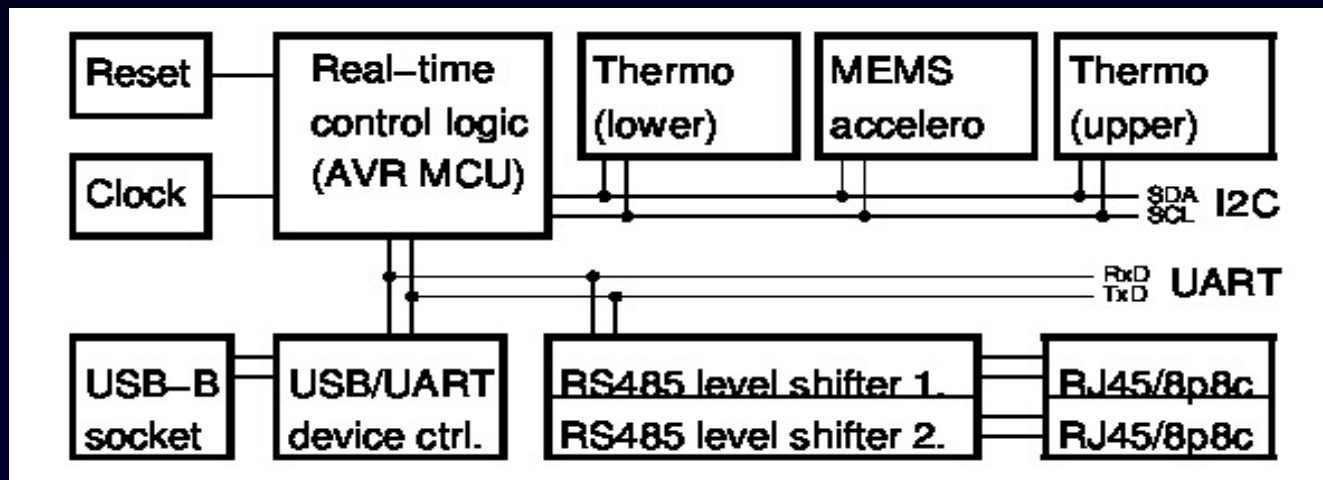 Reset
Real-time
control logic
(AVR MCU)
Thermo
(lower)
MEMS
accelero
Thermo
(upper)
Clock
SDA
SCL
I2C
RxD
TxD
UART
USB-B
socket
USB/UART
device ctrl.
RS485 level shifter 1.
RS485 level shifter 2.
RJ45/8p8c
RJ45/8p8c